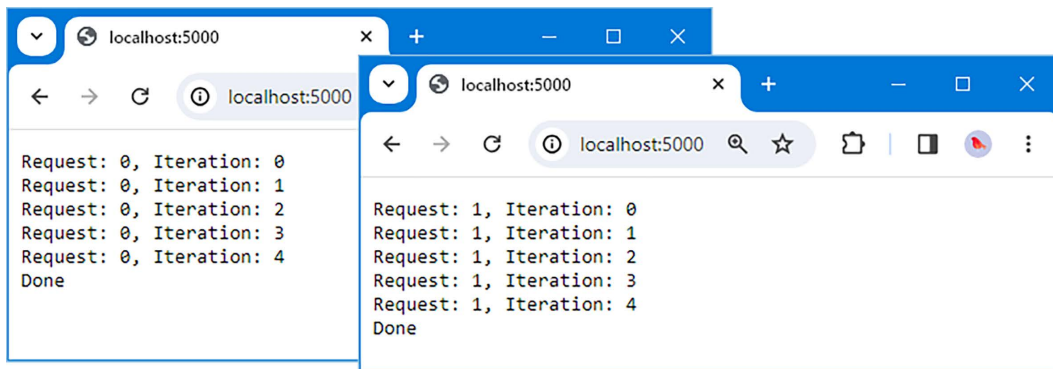 localhost:5000
localhost:5000
Request: 0, Iteration: 0
Request: 0, Iteration: 1
Request: 0, Iteration: 2
Request: 0, Iteration: 3
Request: 0, Iteration: 4
Done
localhost:5000
localhost:5000
Request: 1, Iteration: 0
Request: 1, Iteration: 1
Request: 1, Iteration: 2
Request: 1, Iteration: 3
Request: 1, Iteration: 4
Done